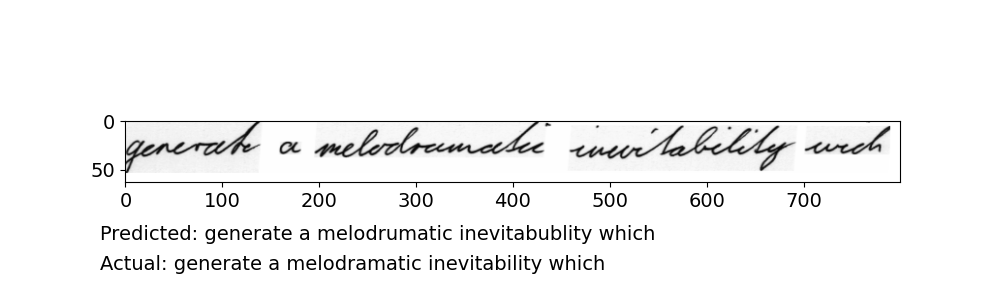 0
generate a melodramatic inevitability which
50
0 100 200 300 400 500 600 700
Predicted: generate a melodrumatic inevitabublity which
Actual: generate a melodramatic inevitability which